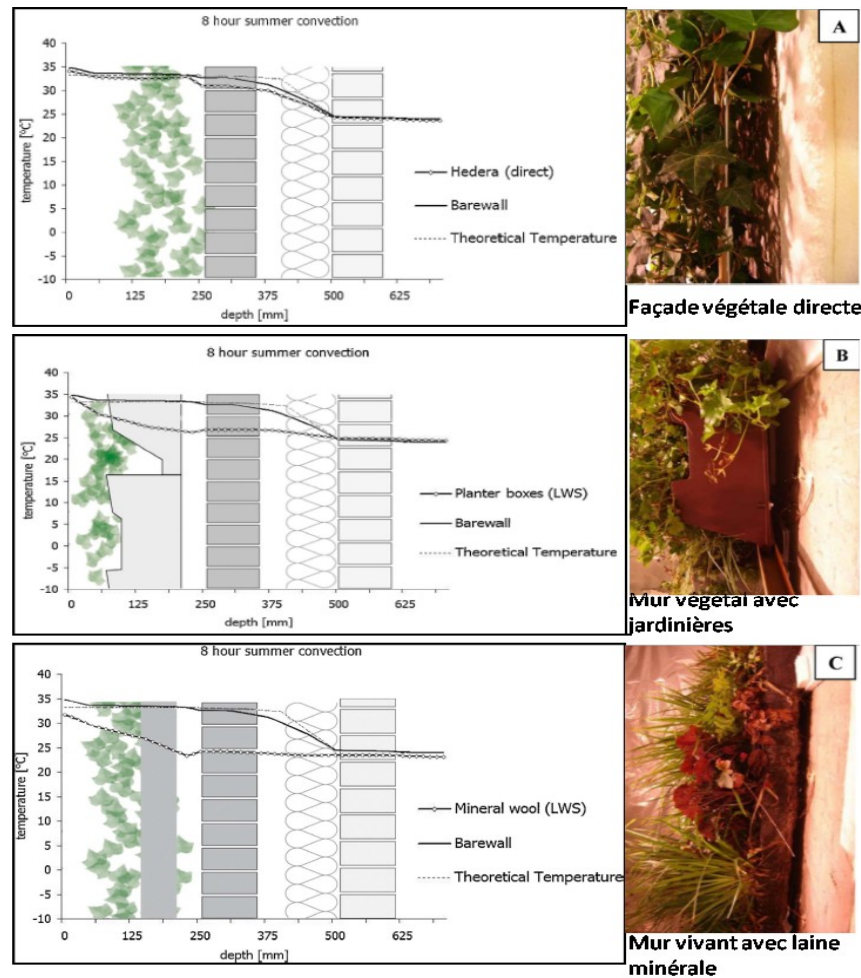 8 hour summer convection
40
35
30
25
20
15
10
5
0
-5
-10
temperature [°C]
0 125 250 375 500 625
depth [mm]
Hedera (direct)
Barewall
Theoretical Temperature
A
Façade végétale directe
8 hour summer convection
40
35
30
25
20
15
10
5
0
-5
-10
temperature [°C]
0 125 250 375 500 625
depth [mm]
Planter boxes (LWS)
Barewall
Theoretical Temperature
B
Mur végétal avec
jardinières
8 hour summer convection
40
35
30
25
20
15
10
5
0
-5
-10
temperature [°C]
0 125 250 375 500 625
depth [mm]
Mineral wool (LWS)
Barewall
Theoretical Temperature
C
Mur vivant avec laine
minérale